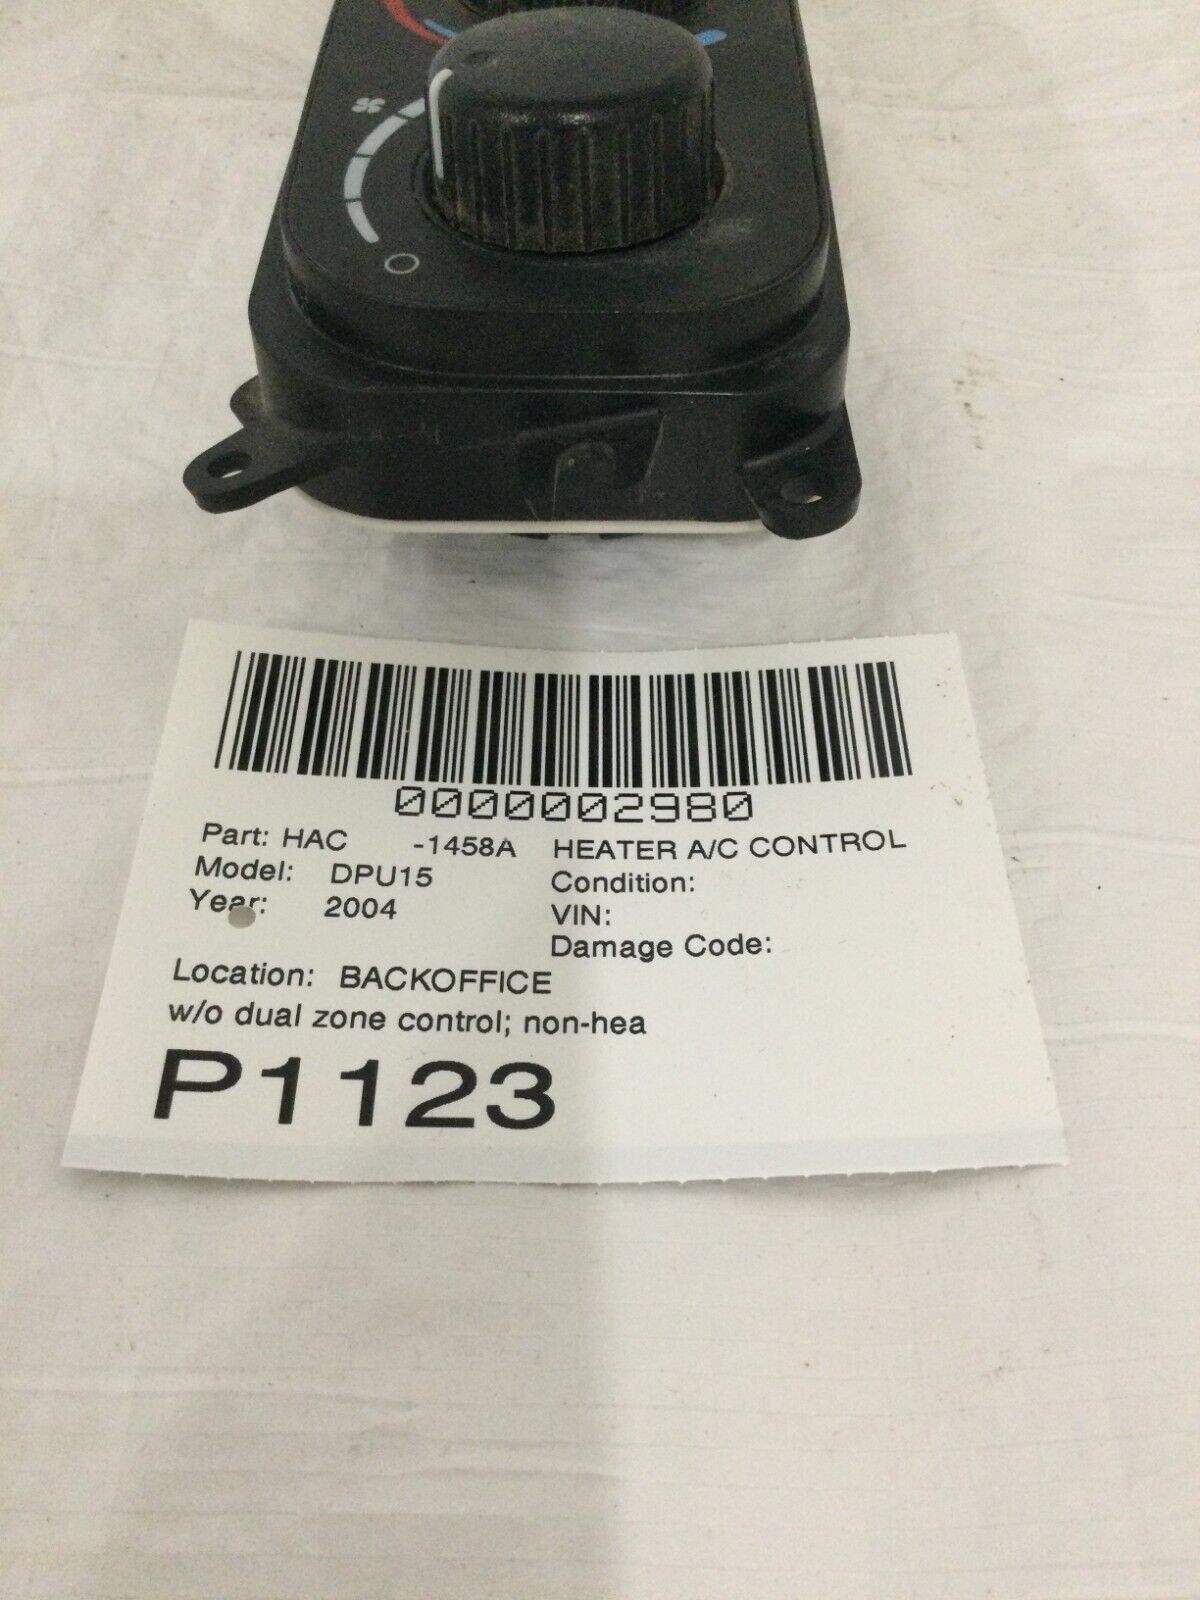 0000002980
Part: HAC -1458A HEATER A/C CONTROL
Model: DPU15 Condition:
Year: 2004 VIN:
Damage Code:
Location: BACKOFFICE
w/o dual zone control; non-hea
P1123